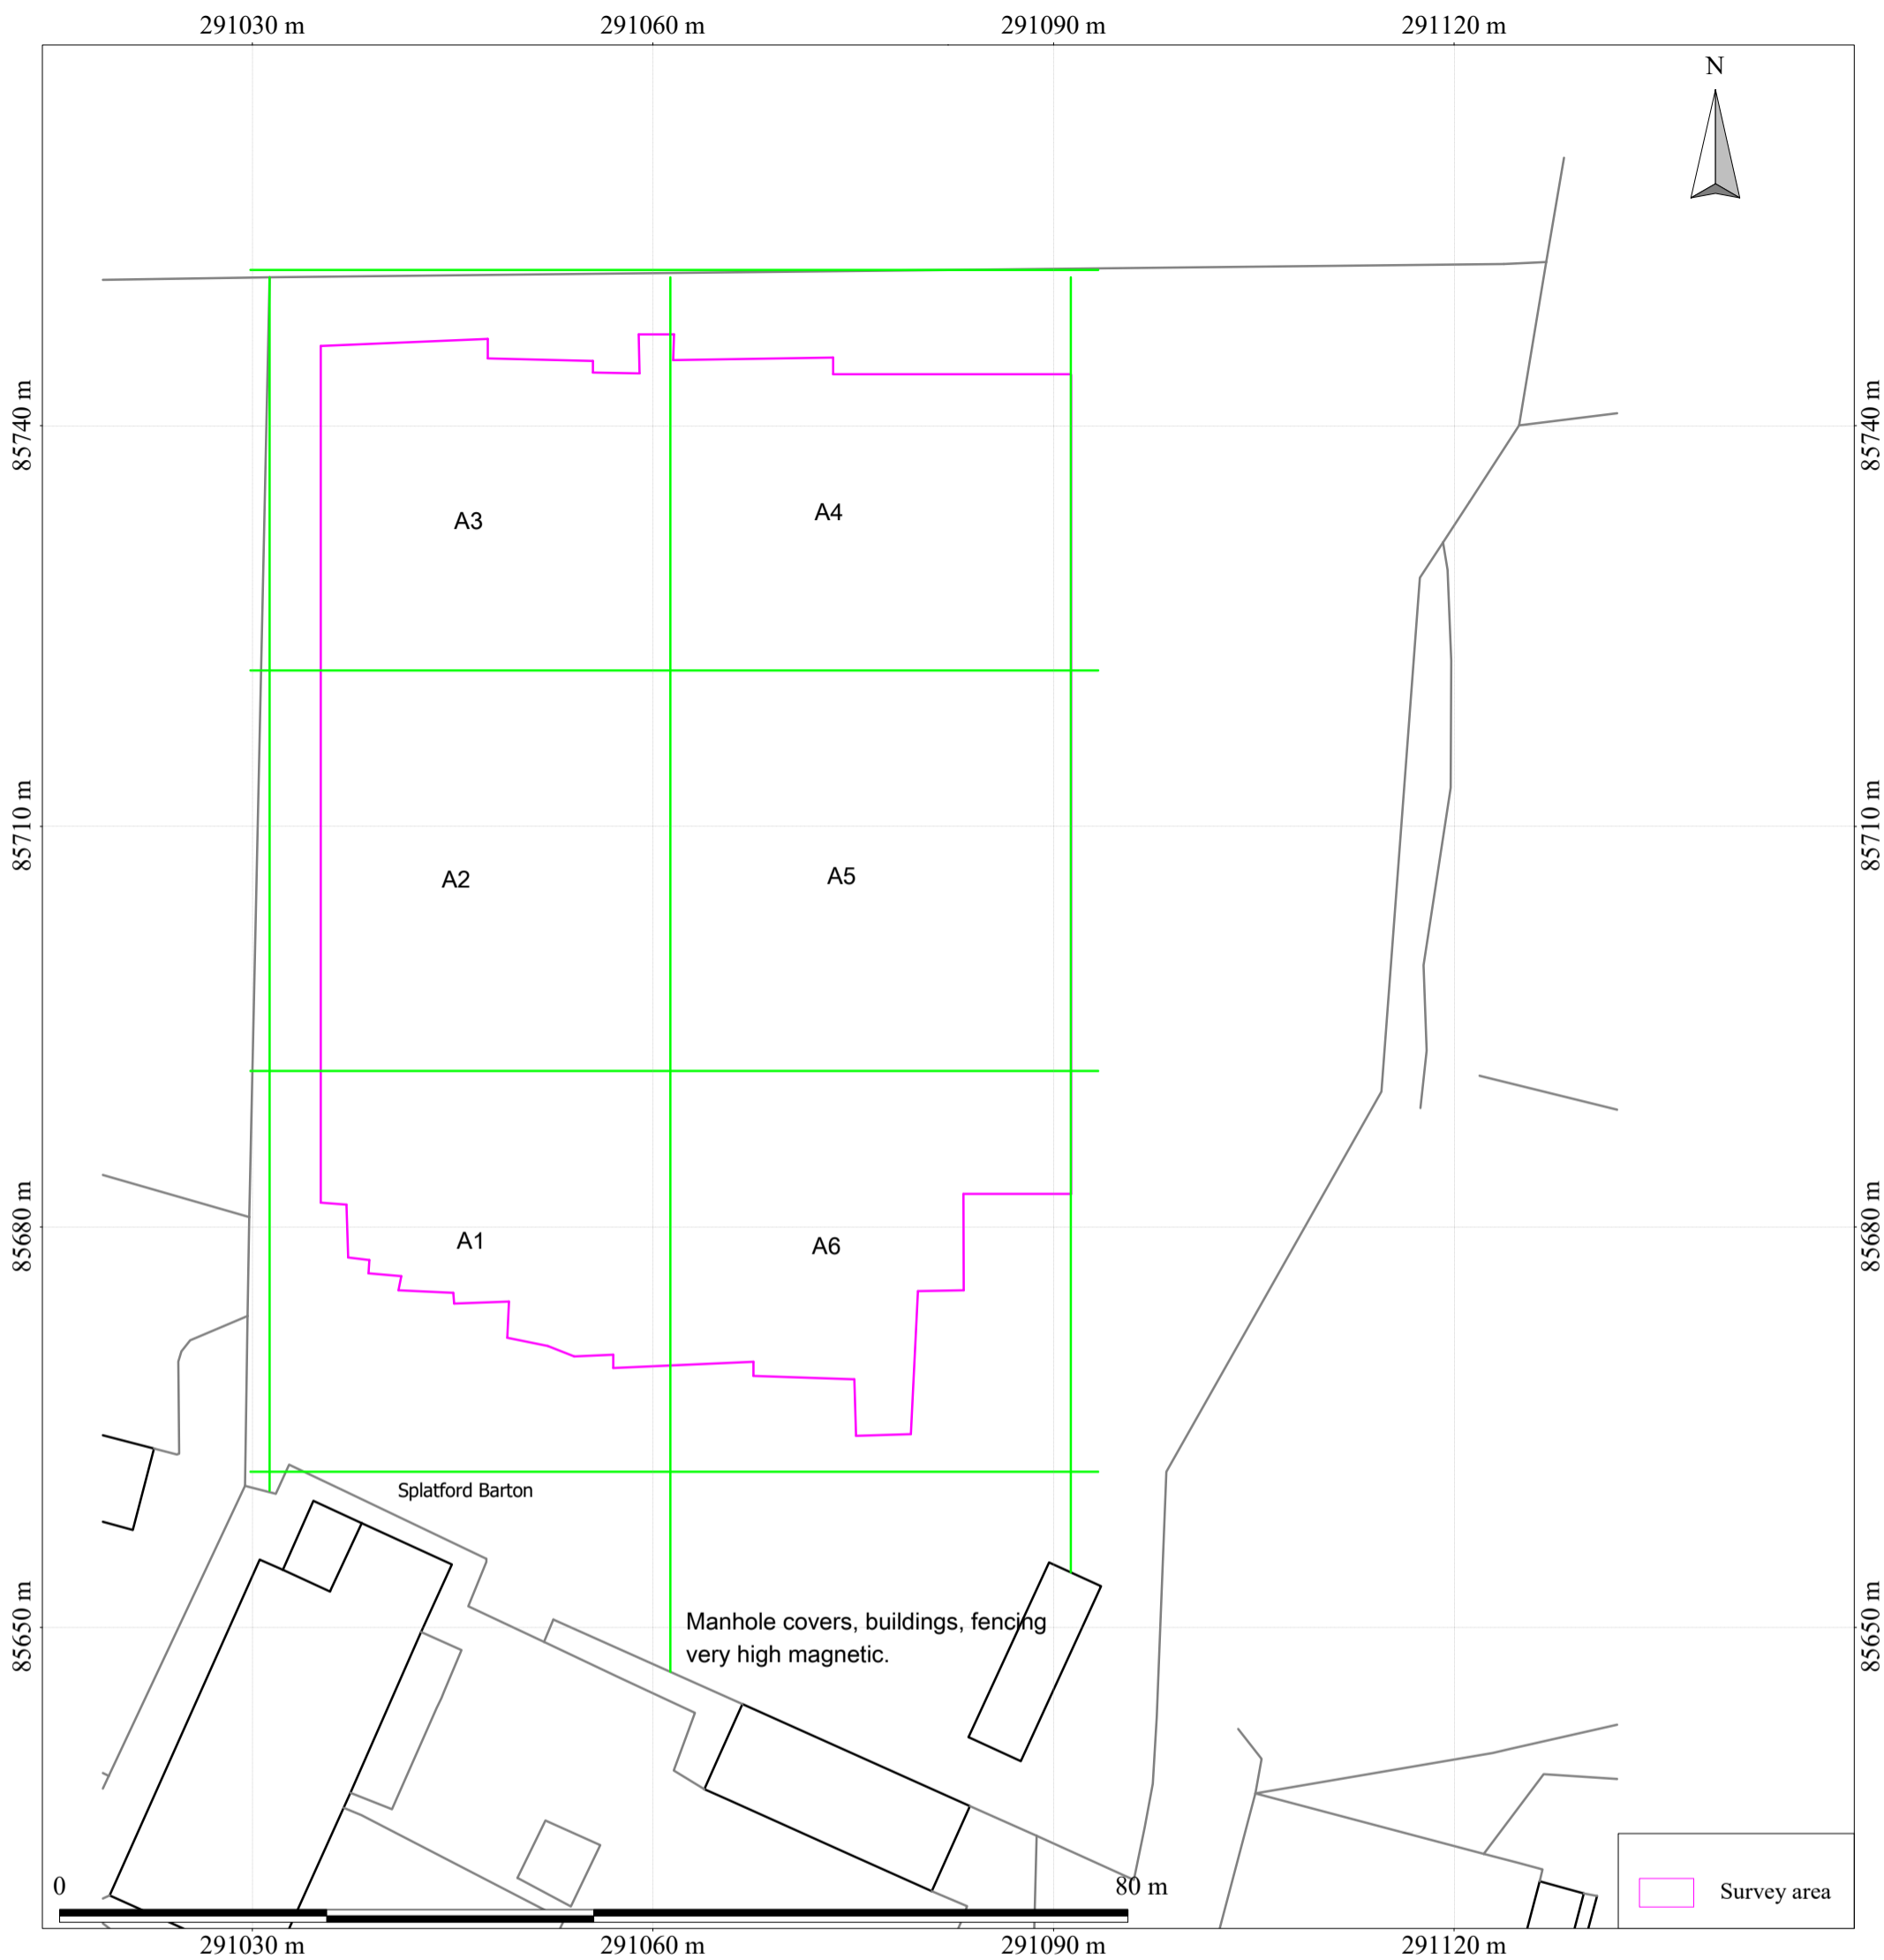 291030 m 291060 m 291090 m 291120 m
N
85740 m 85740 m
A3 A4
85710 m 85710 m
A2 A5
85680 m 85680 m
A1 A6
Splatford Barton
85650 m 85650 m
Manhole covers, buildings, fencing
very high magnetic.
0 80 m
Survey area
291030 m 291060 m 291090 m 291120 m